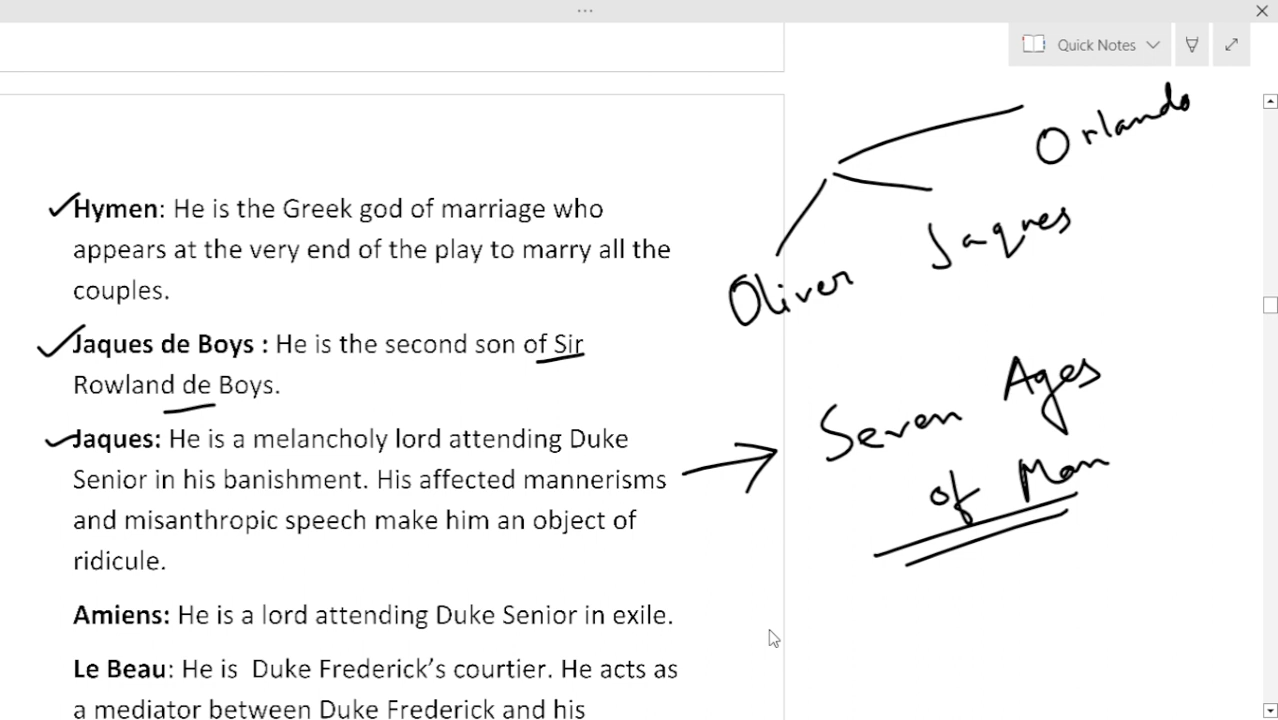 Quick Notes
Orlando
Hymen: He is the Greek god of marriage who
appears at the very end of the play to marry all the
couples.
Jaques
Oliver
Jaques de Boys : He is the second son of Sir
Rowland de Boys.
Seven Ages
of Man
Jaques: He is a melancholy lord attending Duke
Senior in his banishment. His affected mannerisms
and misanthropic speech make him an object of
ridicule.
Amiens: He is a lord attending Duke Senior in exile.
Le Beau: He is Duke Frederick’s courtier. He acts as
a mediator between Duke Frederick and his